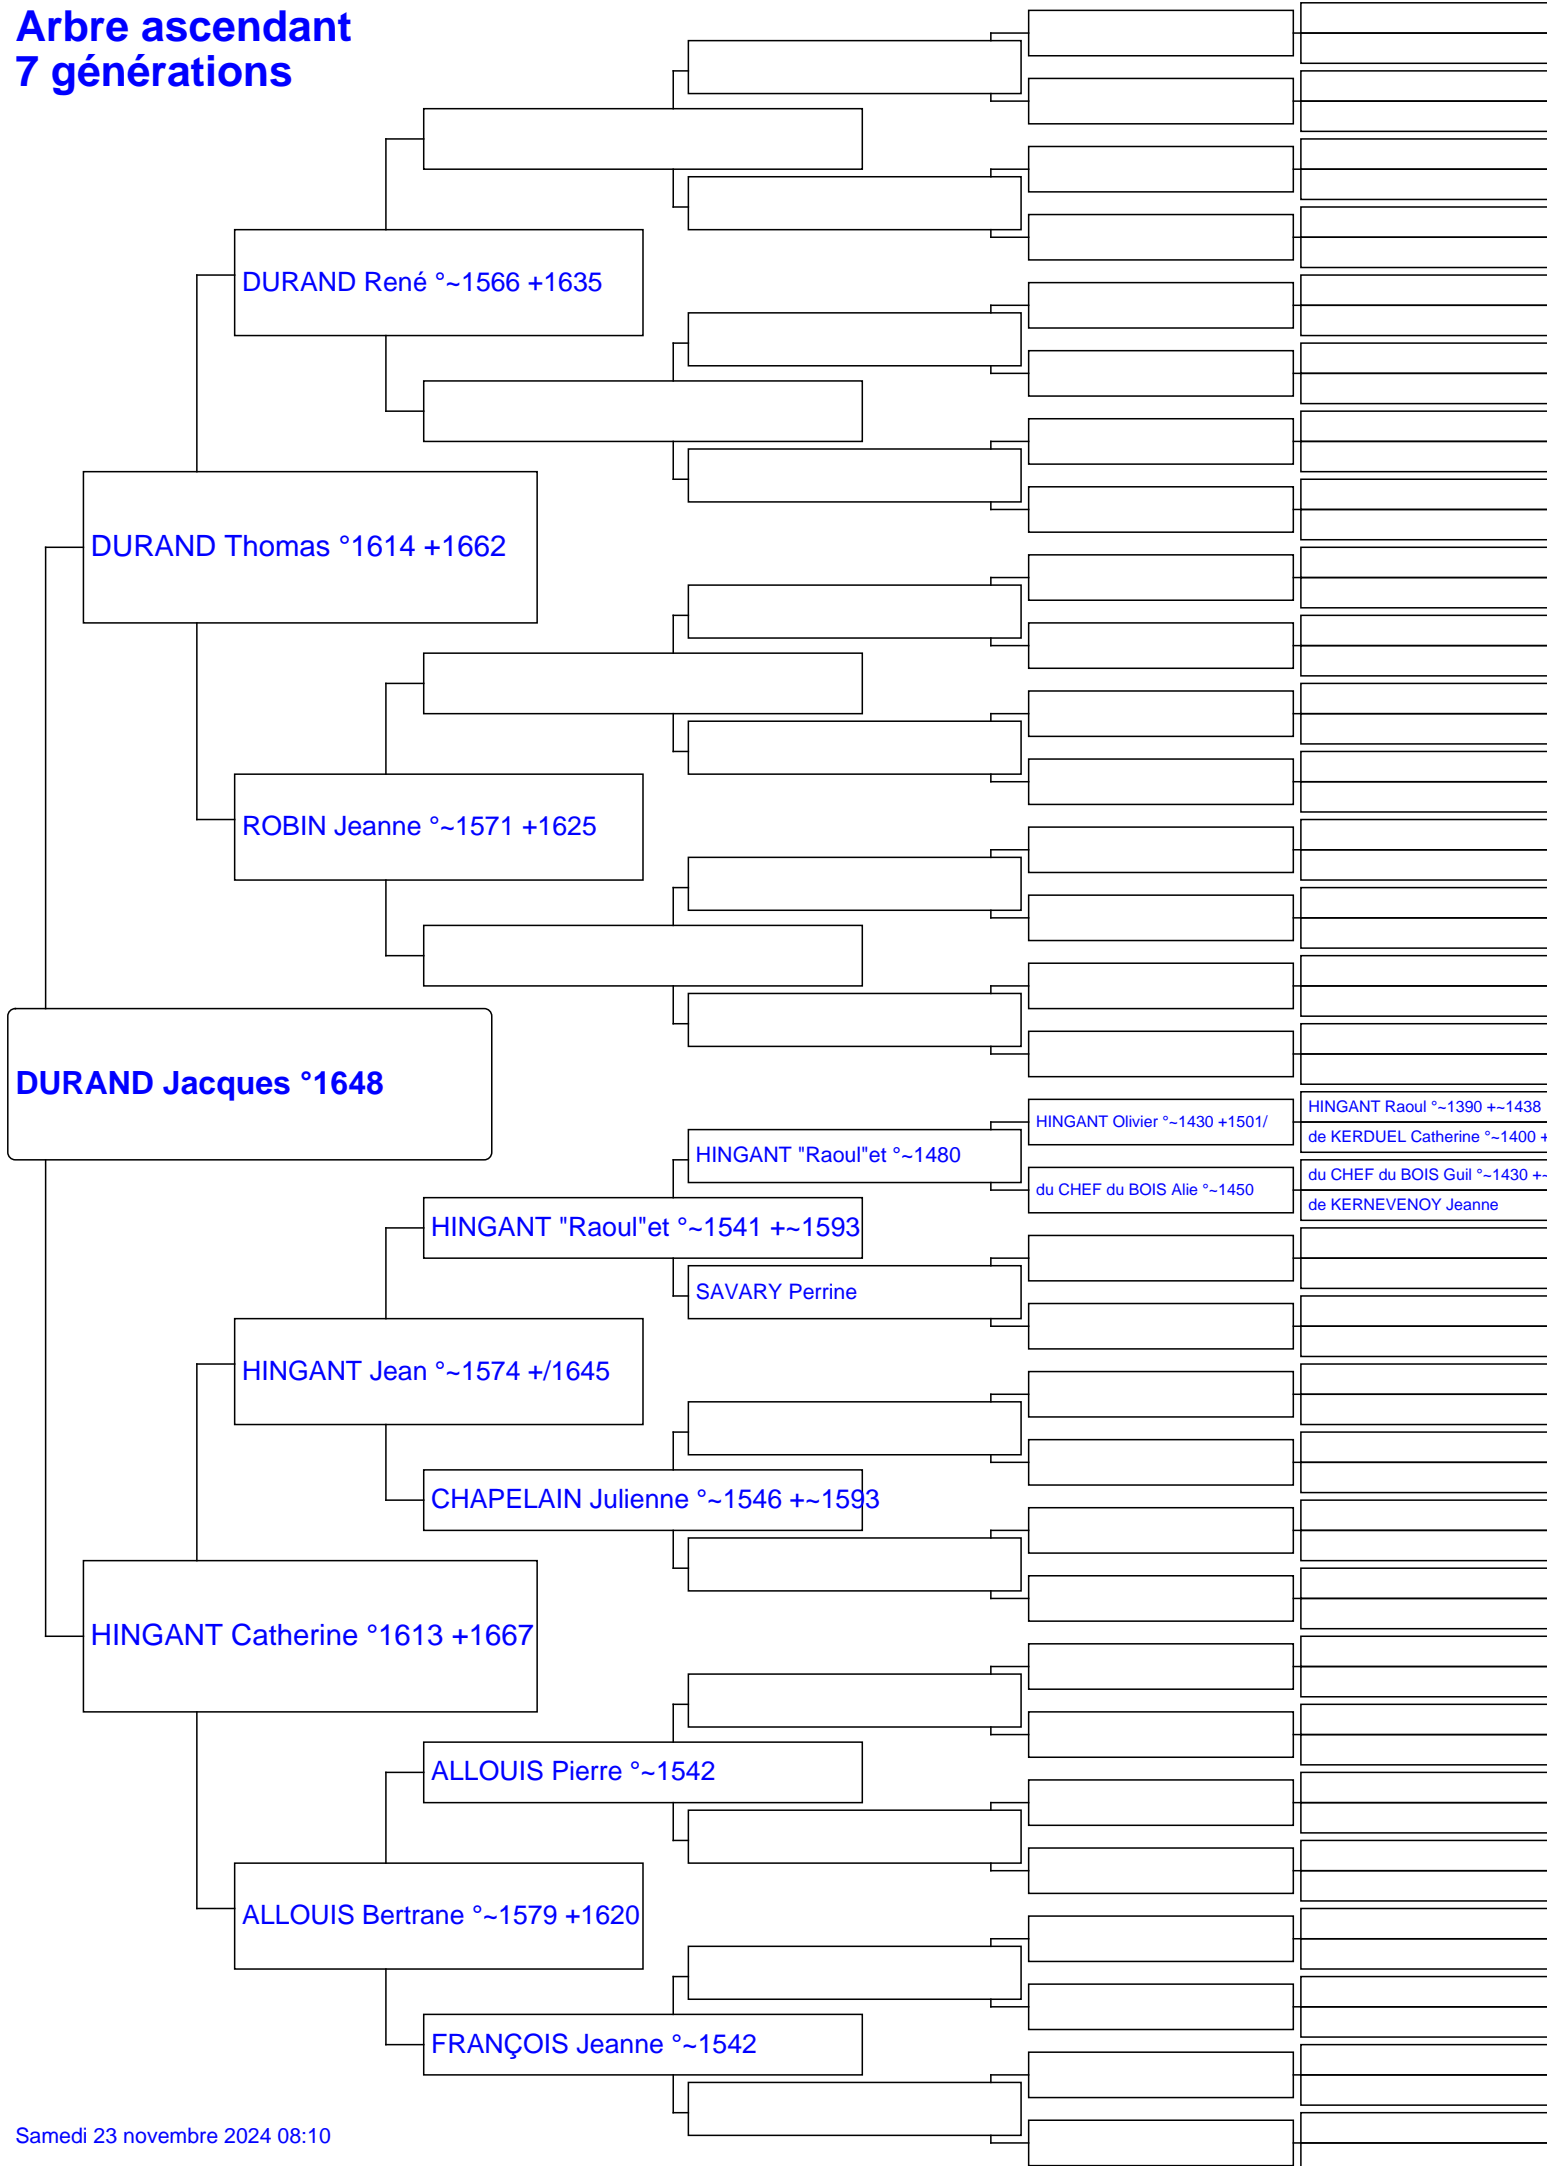 Arbre ascendant
7 générations
DURAND René °~1566 +1635
DURAND Thomas °1614 +1662
ROBIN Jeanne °~1571 +1625
DURAND Jacques °1648
HINGANT Raoul °~1390 +~1438
HINGANT Olivier °~1430 +1501/
de KERDUEL Catherine °~1400 +
HINGANT "Raoul"et °~1480
du CHEF du BOIS Guil °~1430 +~
du CHEF du BOIS Alie °~1450
de KERNEVENOY Jeanne
HINGANT "Raoul"et °~1541 +~1593
SAVARY Perrine
HINGANT Jean °~1574 +/1645
CHAPELAIN Julienne °~1546 +~1593
HINGANT Catherine °1613 +1667
ALLOUIS Pierre °~1542
ALLOUIS Bertrane °~1579 +1620
FRANÇOIS Jeanne °~1542
Samedi 23 novembre 2024 08:10